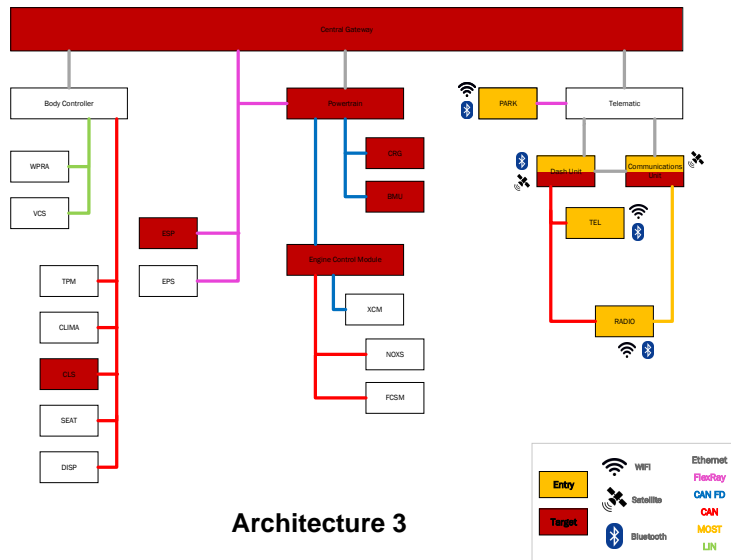 Central Gateway
Body Controller
Powertrain
PARK
Telematic
WPRA
CRG
Dash Unit
Communications
Unit
BMU
VCS
TEL
ESP
Engine Control Module
TPM
EPS
XCM
CLIMA
RADIO
NOXS
CLS
FCSM
SEAT
DISP
Architecture 3
Entry
Target
WiFi
Satellite
Bluetooth
Ethernet
FlexRay
CAN FD
CAN
MOST
LIN